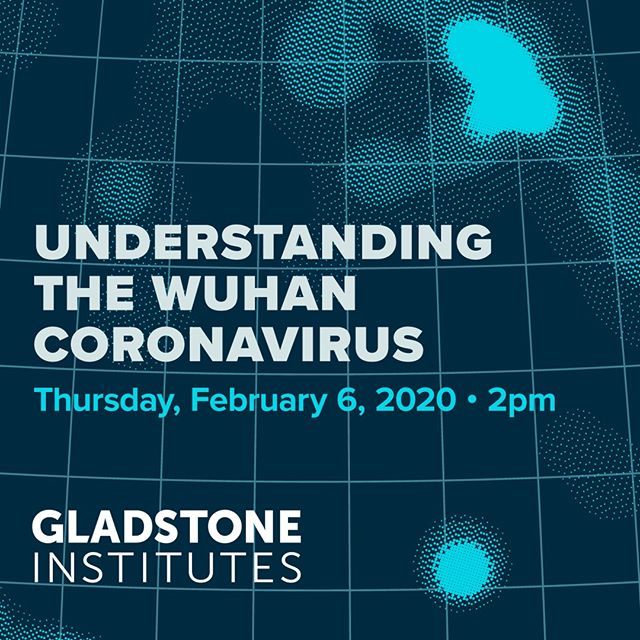 UNDERSTANDING
THE WUHAN
CORONAVIRUS
Thursday, February 6, 2020 • 2pm
GLADSTONE
INSTITUTES